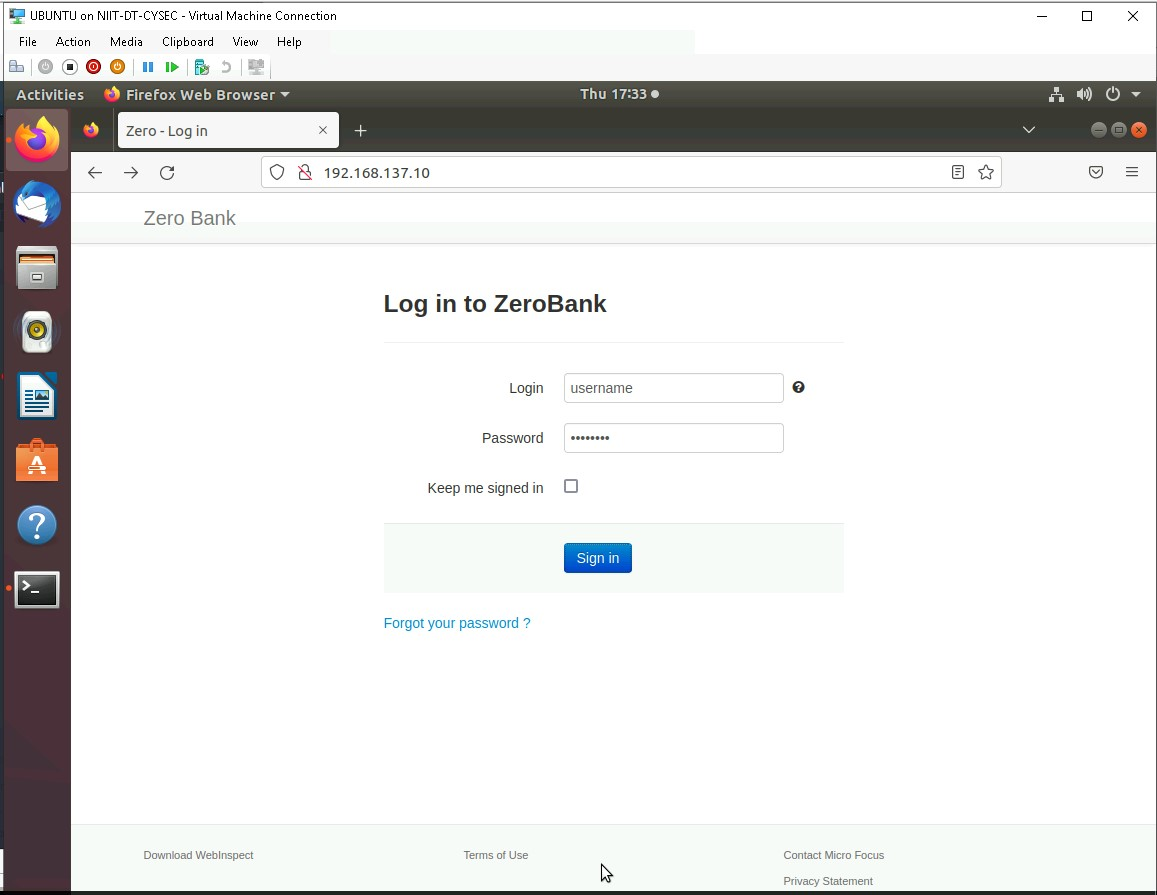 UBUNTU on NIIT-DT-CYSEC - Virtual Machine Connection
File Action Media Clipboard View Help
Activities Firefox Web Browser Thu 17:33
Zero - Log in
192.168.137.10
Zero Bank
Log in to ZeroBank
Login username
Password ••••••••
Keep me signed in
Sign in
Forgot your password ?
Download WebInspect Terms of Use Contact Micro Focus
Privacy Statement